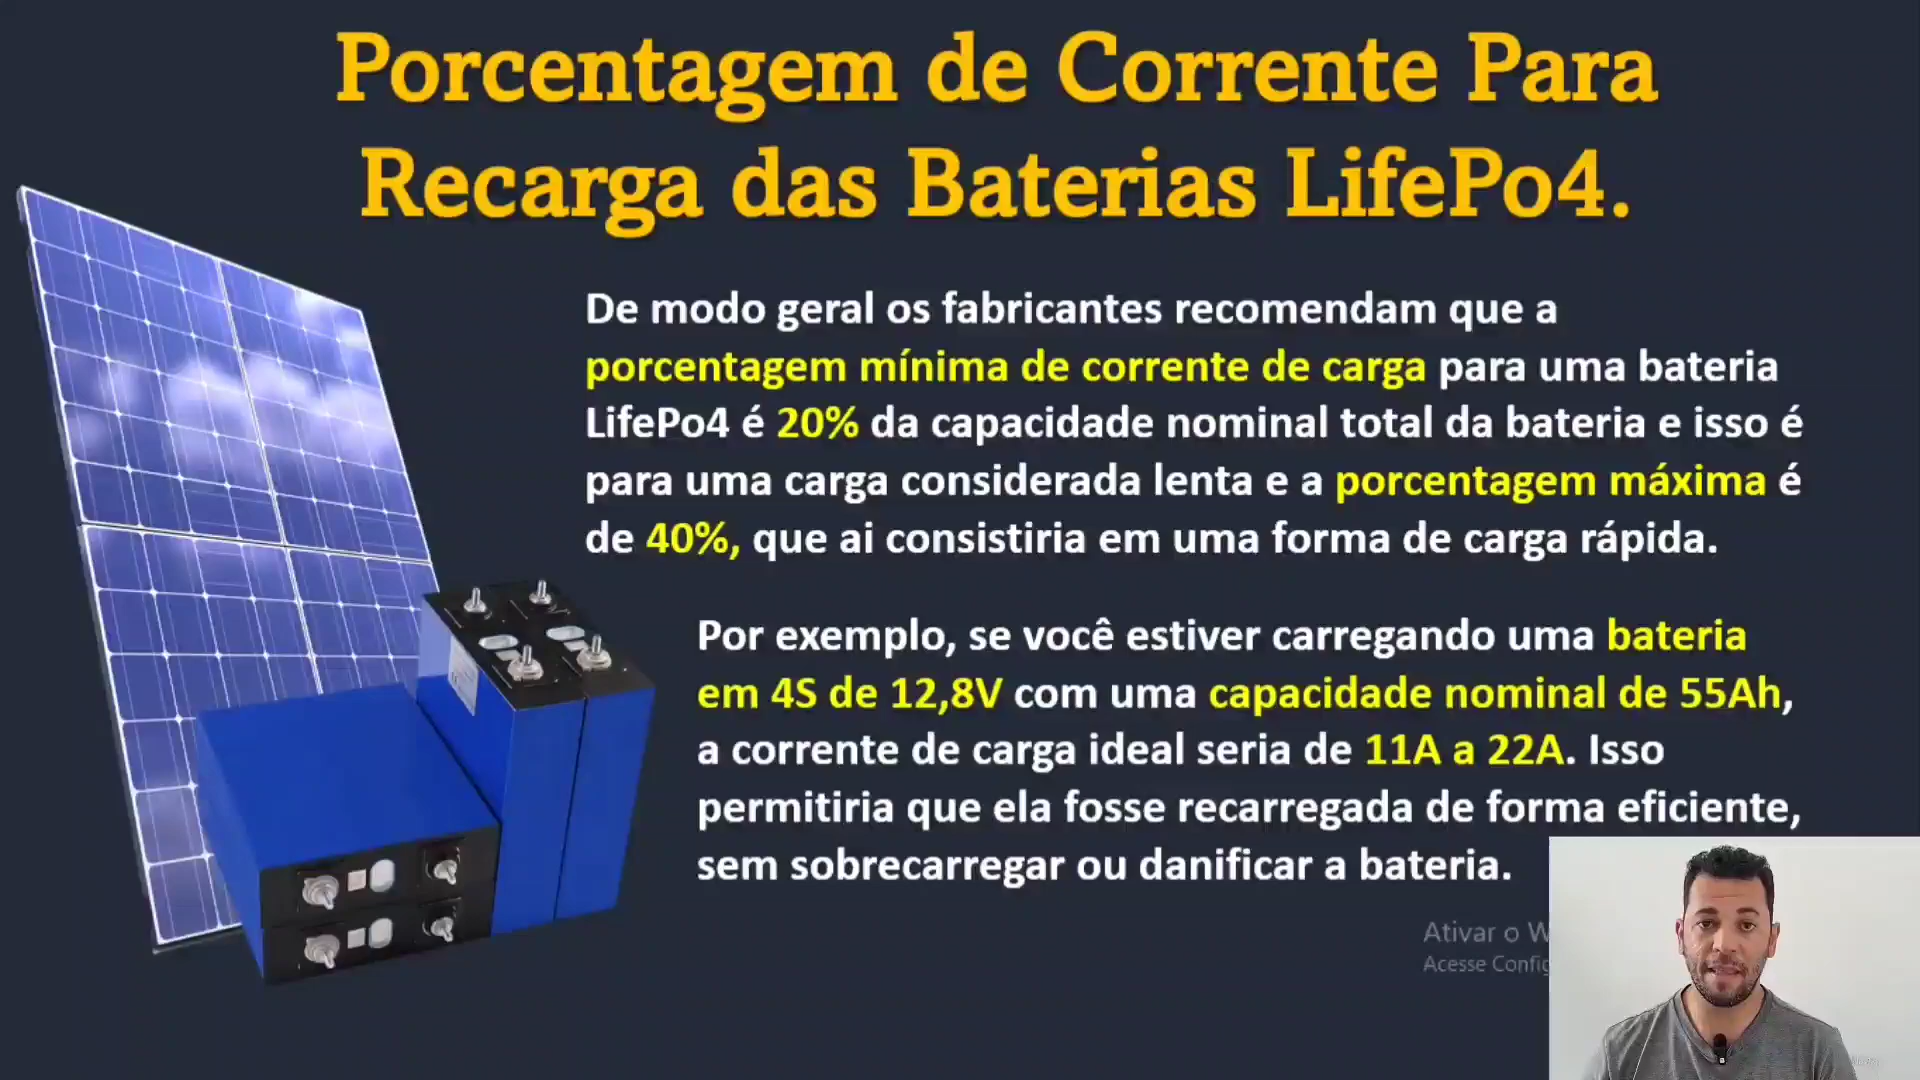 Porcentagem de Corrente Para
Recarga das Baterias LifePo4.
De modo geral os fabricantes recomendam que a
porcentagem mínima de corrente de carga para uma bateria
LifePo4 é 20% da capacidade nominal total da bateria e isso é
para uma carga considerada lenta e a porcentagem máxima é
de 40%, que ai consistiria em uma forma de carga rápida.
Por exemplo, se você estiver carregando uma bateria
em 4S de 12,8V com uma capacidade nominal de 55Ah,
a corrente de carga ideal seria de 11A a 22A. Isso
permitiria que ela fosse recarregada de forma eficiente,
sem sobrecarregar ou danificar a bateria.
Ativar o W
Acesse Config